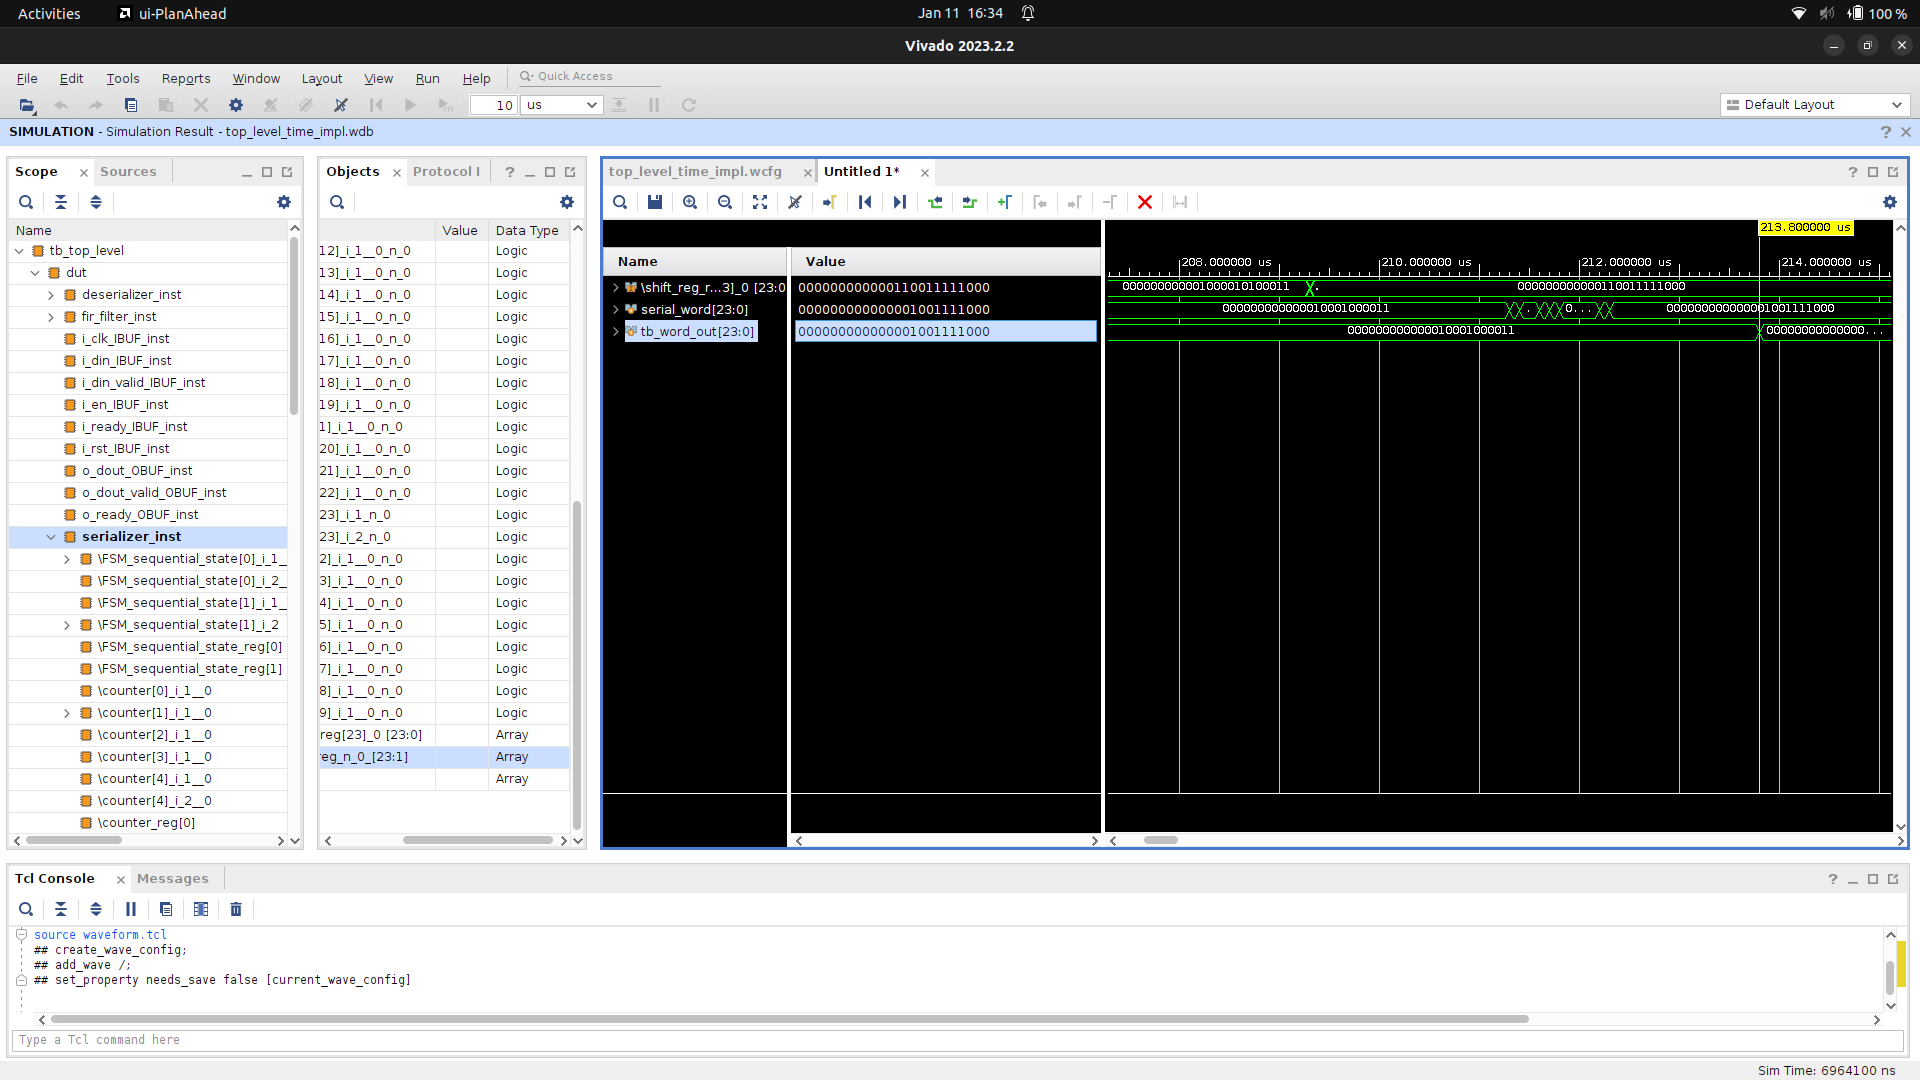 Activities
ui-PlanAhead
Jan 11 16:34
100 %
Vivado 2023.2.2
File Edit Tools Reports Window Layout View Run Help
Quick Access
10 us
Default Layout
SIMULATION - Simulation Result - top_level_time_impl.wdb
Scope
Sources
Name
tb_top_level
dut
deserializer_inst
fir_filter_inst
i_clk_IBUF_inst
i_din_IBUF_inst
i_din_valid_IBUF_inst
i_en_IBUF_inst
i_ready_IBUF_inst
i_rst_IBUF_inst
o_dout_OBUF_inst
o_dout_valid_OBUF_inst
o_ready_OBUF_inst
serializer_inst
\FSM_sequential_state[0]_i_1_
\FSM_sequential_state[0]_i_2_
\FSM_sequential_state[1]_i_1_
\FSM_sequential_state[1]_i_2
\FSM_sequential_state_reg[0]
\FSM_sequential_state_reg[1]
\counter[0]_i_1__0
\counter[1]_i_1__0
\counter[2]_i_1__0
\counter[3]_i_1__0
\counter[4]_i_1__0
\counter[4]_i_2__0
\counter_reg[0]
Objects
Protocol I
Value Data Type
12]_i_1__0_n_0 Logic
13]_i_1__0_n_0 Logic
14]_i_1__0_n_0 Logic
15]_i_1__0_n_0 Logic
16]_i_1__0_n_0 Logic
17]_i_1__0_n_0 Logic
18]_i_1__0_n_0 Logic
19]_i_1__0_n_0 Logic
1]_i_1__0_n_0 Logic
20]_i_1__0_n_0 Logic
21]_i_1__0_n_0 Logic
22]_i_1__0_n_0 Logic
23]_i_1_n_0 Logic
23]_i_2_n_0 Logic
2]_i_1__0_n_0 Logic
3]_i_1__0_n_0 Logic
4]_i_1__0_n_0 Logic
5]_i_1__0_n_0 Logic
6]_i_1__0_n_0 Logic
7]_i_1__0_n_0 Logic
8]_i_1__0_n_0 Logic
9]_i_1__0_n_0 Logic
reg[23]_0 [23:0] Array
reg_n_0_[23:1] Array
Array
top_level_time_impl.wcfg
Untitled 1*
Name Value
\shift_reg_r...3]_0 [23:0 000000000000110011111000
serial_word[23:0] 000000000000001001111000
tb_word_out[23:0] 000000000000001001111000
213.800000 us
208.000000 us 210.000000 us 212.000000 us 214.000000 us
000000000001000010100011 000000000000110011111000
000000000000010001000011 0... 000000000000001001111000
000000000000010001000011 00000000000000...
Tcl Console
Messages
source waveform.tcl
## create_wave_config;
## add_wave /;
## set_property needs_save false [current_wave_config]
Type a Tcl command here
Sim Time: 6964100 ns